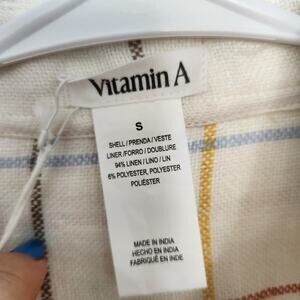 Vitamin A
S
SHELL / PRENDA / VESTE
LINER /FORRO / DOUBLURE
94% LINEN / LINO / LIN
6% POLYESTER, POLYESTER
POLIÉSTER
MADE IN INDIA
HECHO EN INDIA
FABRIQUÉ EN INDE